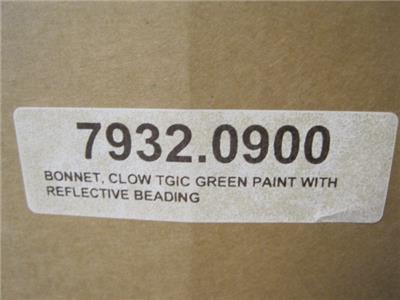 7932.0900
BONNET, CLOW TGIC GREEN PAINT WITH
REFLECTIVE BEADING